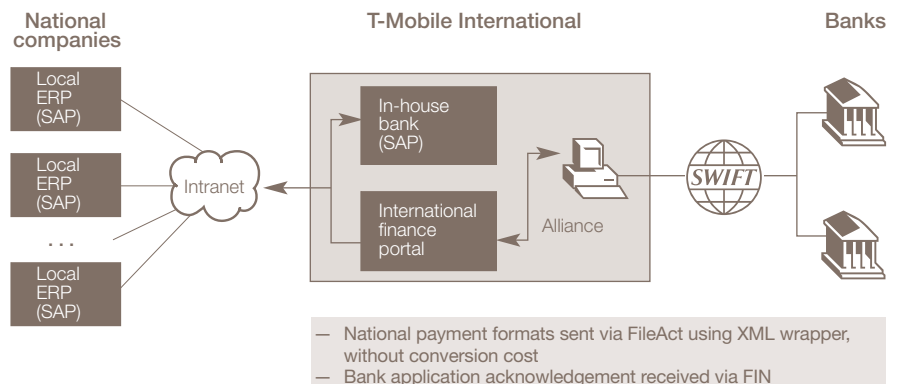 National
companies
T-Mobile International
Banks
Local
ERP
(SAP)
Local
ERP
(SAP)
...
Local
ERP
(SAP)
Intranet
In-house
bank
(SAP)
International
finance
portal
Alliance
SWIFT
— National payment formats sent via FileAct using XML wrapper,
without conversion cost
— Bank application acknowledgement received via FIN